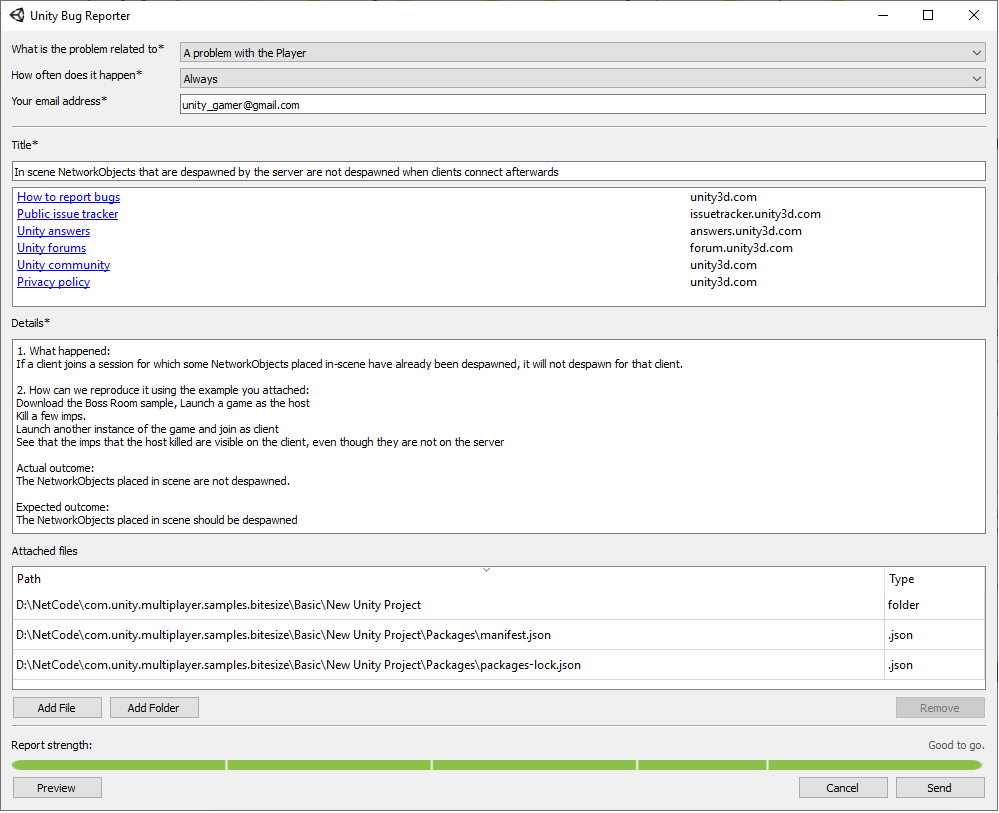 Unity Bug Reporter
What is the problem related to*
A problem with the Player
How often does it happen*
Always
Your email address*
unity_gamer@gmail.com
Title*
In scene NetworkObjects that are despawned by the server are not despawned when clients connect afterwards
How to report bugs unity3d.com
Public issue tracker issuetracker.unity3d.com
Unity answers answers.unity3d.com
Unity forums forum.unity3d.com
Unity community unity3d.com
Privacy policy unity3d.com
Details*
1. What happened:
If a client joins a session for which some NetworkObjects placed in-scene have already been despawned, it will not despawn for that client.
2. How can we reproduce it using the example you attached:
Download the Boss Room sample, Launch a game as the host
Kill a few imps.
Launch another instance of the game and join as client
See that the imps that the host killed are visible on the client, even though they are not on the server
Actual outcome:
The NetworkObjects placed in scene are not despawned.
Expected outcome:
The NetworkObjects placed in scene should be despawned
Attached files
Path Type
D:\NetCode\com.unity.multiplayer.samples.bitesize\Basic\New Unity Project folder
D:\NetCode\com.unity.multiplayer.samples.bitesize\Basic\New Unity Project\Packages\manifest.json .json
D:\NetCode\com.unity.multiplayer.samples.bitesize\Basic\New Unity Project\Packages\packages-lock.json .json
Add File Add Folder Remove
Report strength: Good to go.
Preview Cancel Send